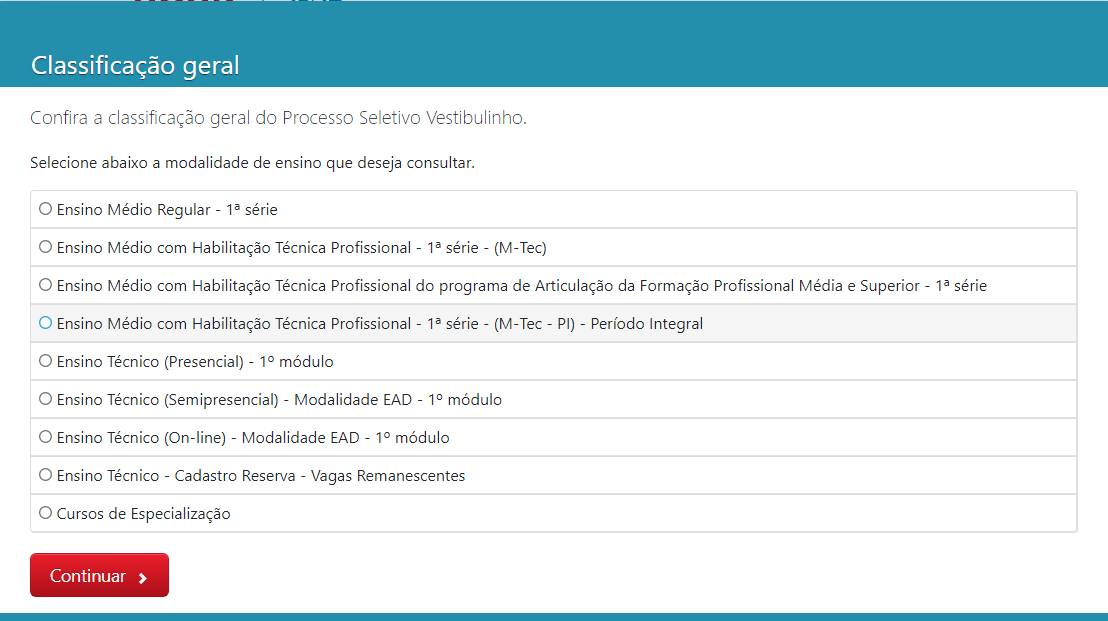 Classificação geral
Confira a classificação geral do Processo Seletivo Vestibulinho.
Selecione abaixo a modalidade de ensino que deseja consultar.
Ensino Médio Regular - 1ª série
Ensino Médio com Habilitação Técnica Profissional - 1ª série - (M-Tec)
Ensino Médio com Habilitação Técnica Profissional do programa de Articulação da Formação Profissional Média e Superior - 1ª série
Ensino Médio com Habilitação Técnica Profissional - 1ª série - (M-Tec - PI) - Período Integral
Ensino Técnico (Presencial) - 1º módulo
Ensino Técnico (Semipresencial) - Modalidade EAD - 1º módulo
Ensino Técnico (On-line) - Modalidade EAD - 1º módulo
Ensino Técnico - Cadastro Reserva - Vagas Remanescentes
Cursos de Especialização
Continuar